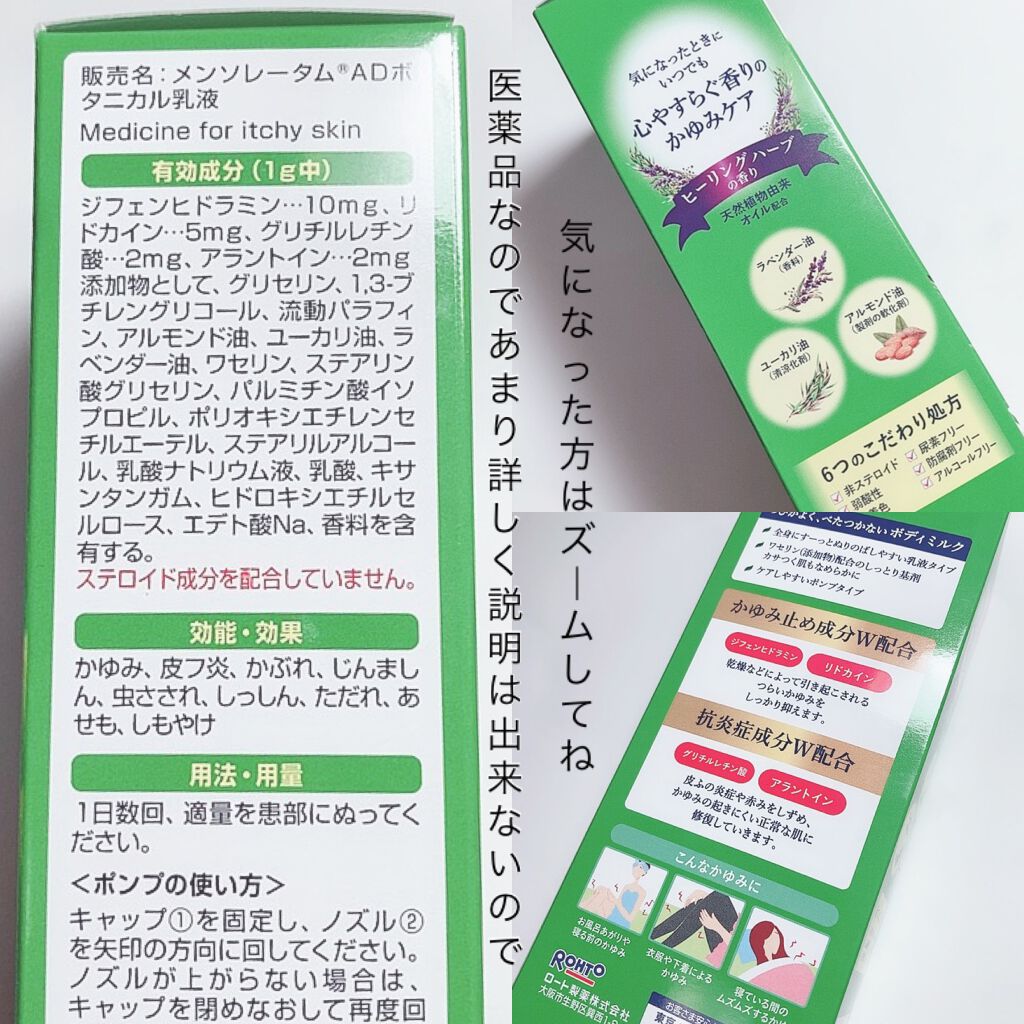 販売名:メンソレータム®ADボ
タニカル乳液
Medicine for itchy skin
有効成分(1g中)
ジフェンヒドラミン…10mg、リ
ドカイン…5mg、グリチルレチン
酸…2mg、アラントイン…2mg
添加物として、グリセリン、1,3-ブ
チレングリコール、流動パラフィ
ン、アルモンド油、ユーカリ油、ラ
ベンダー油、ワセリン、ステアリン
酸グリセリン、パルミチン酸イソ
プロピル、ポリオキシエチレンセ
チルエーテル、ステアリルアルコー
ル、乳酸ナトリウム液、乳酸、キサ
ンタンガム、ヒドロキシエチルセ
ルロース、エデト酸Na、香料を含
有する。
ステロイド成分を配合していません。
効能・効果
かゆみ、皮フ炎、かぶれ、じんまし
ん、虫さされ、しっしん、ただれ、あ
せも、しもやけ
用法・用量
1日数回、適量を患部にぬってく
ださい。
<ポンプの使い方>
キャップ①を固定し、ノズル②
を矢印の方向に回してください。
ノズルが上がらない場合は、
キャップを閉めなおして再度回
医薬品なのであまり詳しく説明は出来ないので
気になった方はズームしてね
気になったときに
いつでも
心やすらぐ香りの
かゆみケア
ヒーリングハーブ
の香り
天然植物由来
オイル配合
ラベンダー油
(香料)
アルモンド油
(製剤の軟化剤)
ユーカリ油
(清涼化剤)
6つのこだわり処方
非ステロイド
尿素フリー
弱酸性
防腐剤フリー
アルコールフリー
べたつかないボディミルク
全身にすーっとぬりのばしやすい乳液タイプ
ワセリン(添加物)配合のしっとり基剤
カサつく肌もなめらかに
ケアしやすいポンプタイプ
かゆみ止め成分W配合
ジフェンヒドラミン
リドカイン
乾燥などによって引き起こされる
つらいかゆみを
しっかり抑えます。
抗炎症成分W配合
グリチルレチン酸
アラントイン
皮ふの炎症や赤みをしずめ、
かゆみの起きにくい正常な肌に
修復していきます。
こんなかゆみに
お風呂あがりや
寝る前のかゆみ
衣服や下着による
かゆみ
寝ている間の
ムズムズするかゆ
ROHTO
ロート製薬株式会社
大阪市生野区巽西1-8
お客さま安心
東京